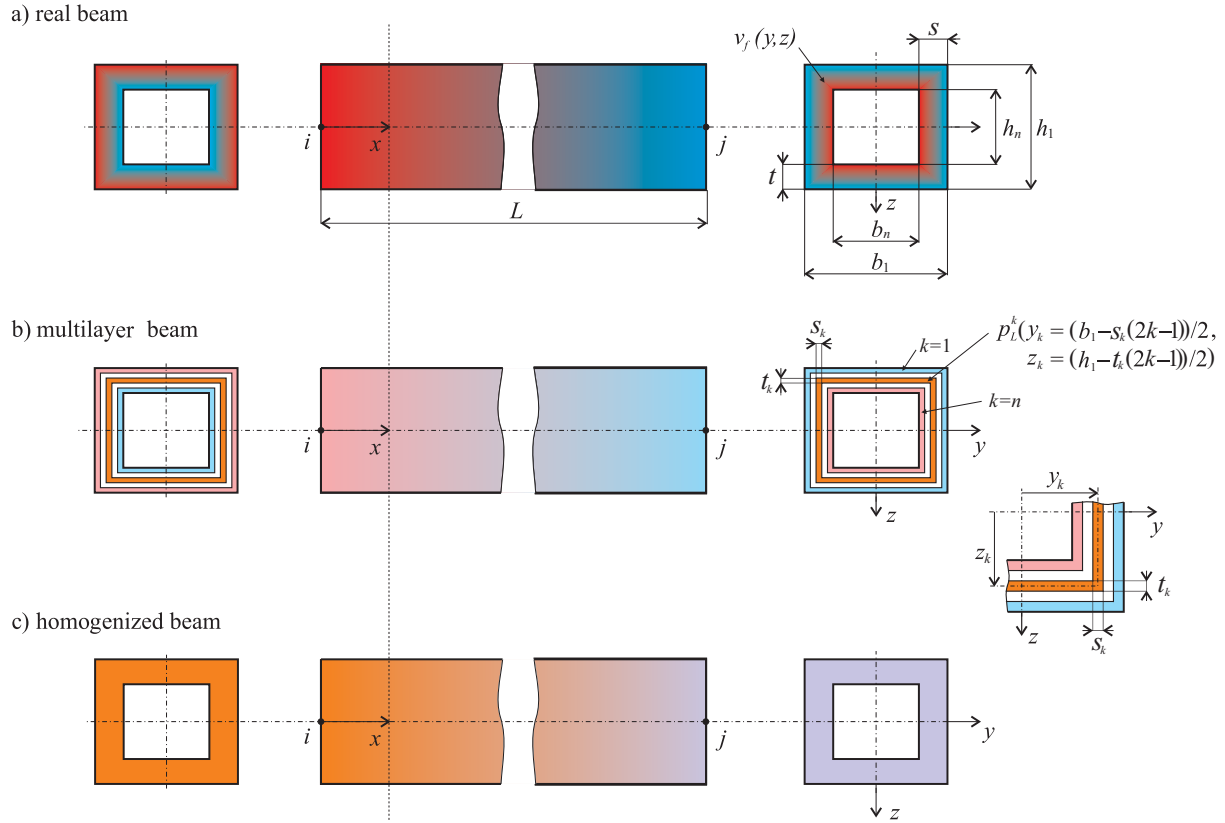 a) real beam
v_f (y,z)
s
i
x
j
h_n
h_1
t
z
L
b_n
b_1
b) multilayer beam
s_k
k=1
p_L^k(y_k = (b_1−s_k(2k−1))/2,
z_k = (h_1−t_k(2k−1))/2)
t_k
k=n
i
x
j
y
z
y_k
y
z_k
t_k
z
s_k
c) homogenized beam
i
x
j
y
z